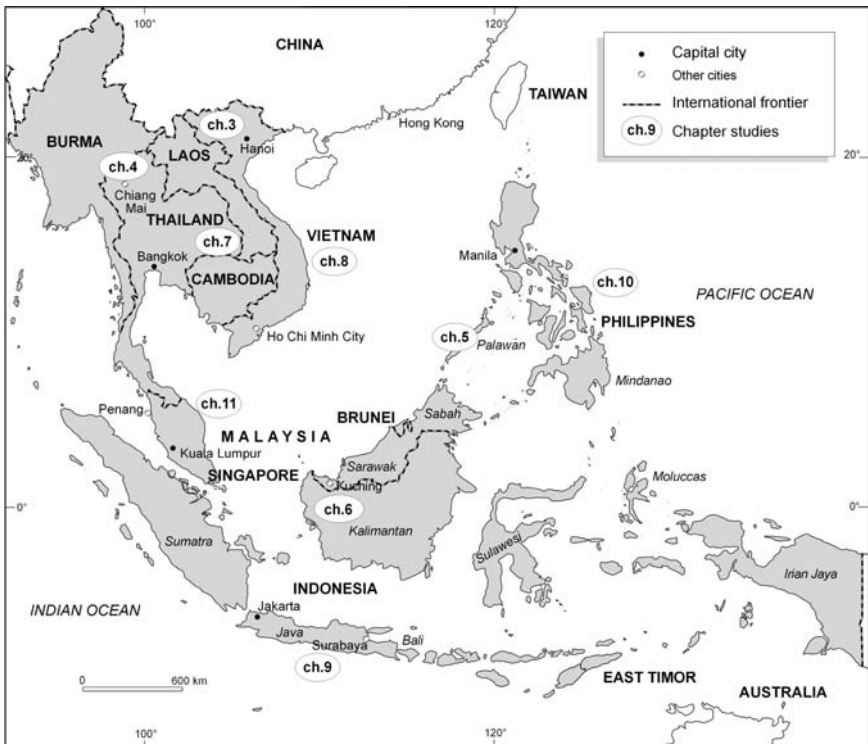 100°
120°
CHINA
TAIWAN
Capital city
Other cities
International frontier
ch.9 Chapter studies
Hong Kong
ch.3
Hanoi
BURMA
LAOS
20°
20°
ch.4
Chiang
Mai
THAILAND
ch.7
VIETNAM
ch.8
Bangkok
CAMBODIA
Manila
ch.10
PACIFIC OCEAN
PHILIPPINES
Ho Chi Minh City
ch.5
Palawan
Mindanao
ch.11
Penang
BRUNEI
Sabah
MALAYSIA
Kuala Lumpur
SINGAPORE
Sarawak
Kuching
ch.6
Moluccas
0°
0°
Kalimantan
Sumatra
Sulawesi
Irian Jaya
INDONESIA
INDIAN OCEAN
Jakarta
Java
Surabaya
Bali
ch.9
EAST TIMOR
0
600 km
AUSTRALIA
100°
120°